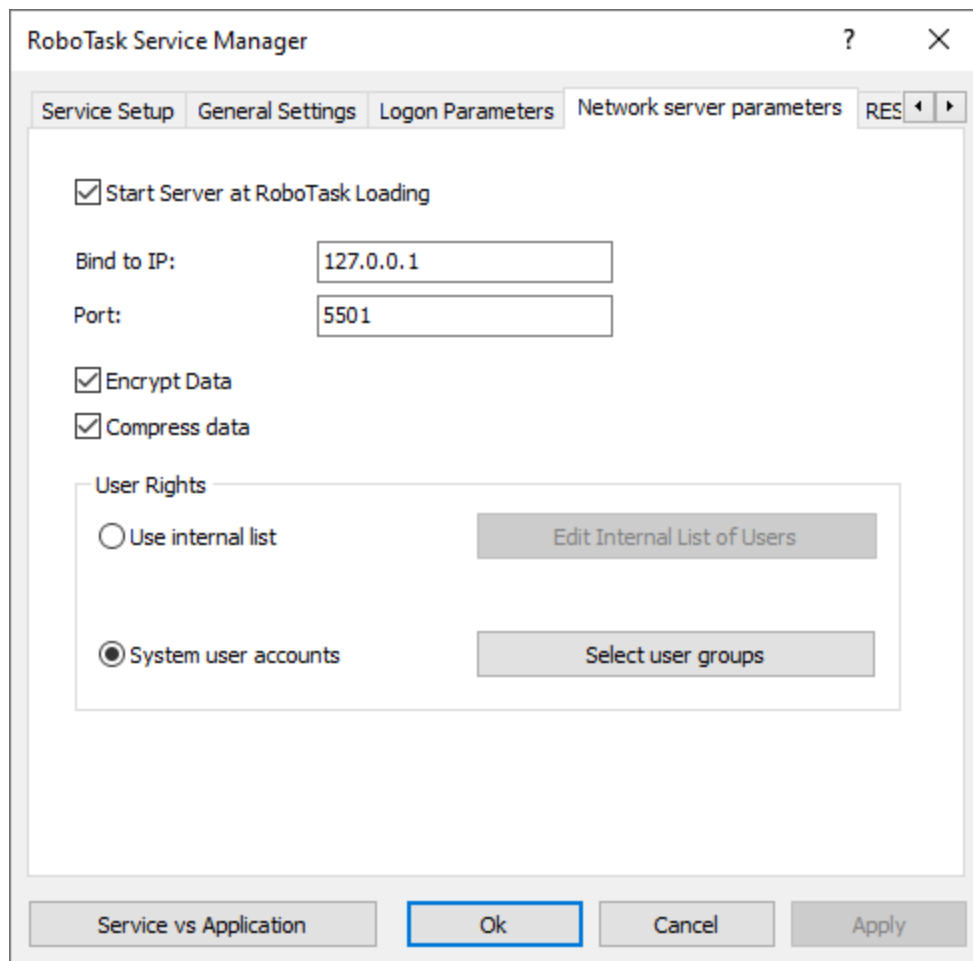 RoboTask Service Manager
Service Setup
General Settings
Logon Parameters
Network server parameters
RES
Start Server at RoboTask Loading
Bind to IP: 127.0.0.1
Port: 5501
Encrypt Data
Compress data
User Rights
Use internal list
Edit Internal List of Users
System user accounts
Select user groups
Service vs Application
Ok
Cancel
Apply